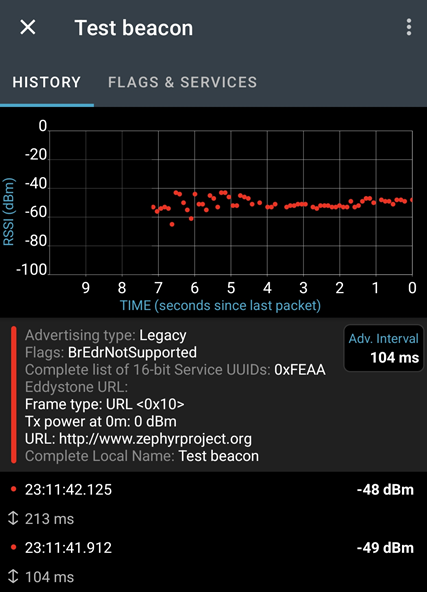 Test beacon
HISTORY FLAGS & SERVICES
0
-20
-40
-60
-80
-100
RSSI (dBm)
9 8 7 6 5 4 3 2 1 0
TIME (seconds since last packet)
Advertising type: Legacy
Flags: BrEdrNotSupported
Complete list of 16-bit Service UUIDs: 0xFEAA
Eddystone URL:
Frame type: URL <0x10>
Tx power at 0m: 0 dBm
URL: http://www.zephyrproject.org
Complete Local Name: Test beacon
Adv. Interval
104 ms
23:11:42.125 -48 dBm
213 ms
23:11:41.912 -49 dBm
104 ms